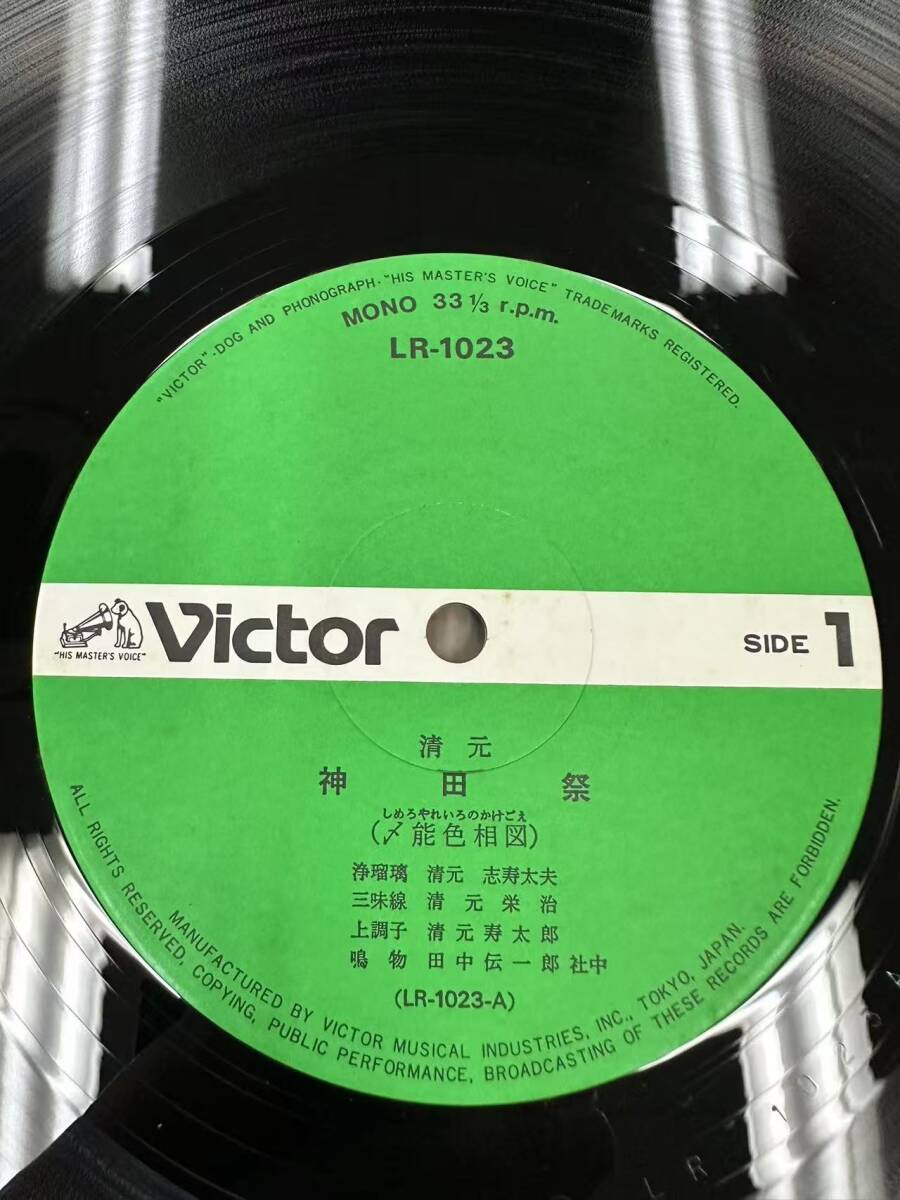 "VICTOR"-DOG AND PHONOGRAPH-"HIS MASTER'S VOICE" TRADEMARKS REGISTERED.
MONO 33 1/3 r.p.m.
LR-1023
"HIS MASTER'S VOICE"
Victor
SIDE 1
清元
神田祭
しめろやれいろのかけごえ
(〆能色相図)
浄瑠璃 清元 志寿太夫
三味線 清元栄治
上調子 清元寿太郎
鳴物 田中伝一郎 社中
(LR-1023-A)
MANUFACTURED BY VICTOR MUSICAL INDUSTRIES, INC., TOKYO, JAPAN.
ALL RIGHTS RESERVED, COPYING, PUBLIC PERFORMANCE, BROADCASTING OF THESE RECORDS ARE FORBIDDEN.
LR 1023